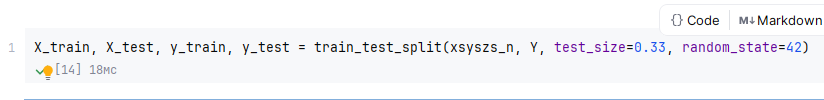 {} Code M↓ Markdown
1 X_train, X_test, y_train, y_test = train_test_split(xsyszs_n, Y, test_size=0.33, random_state=42)
[14] 18мс